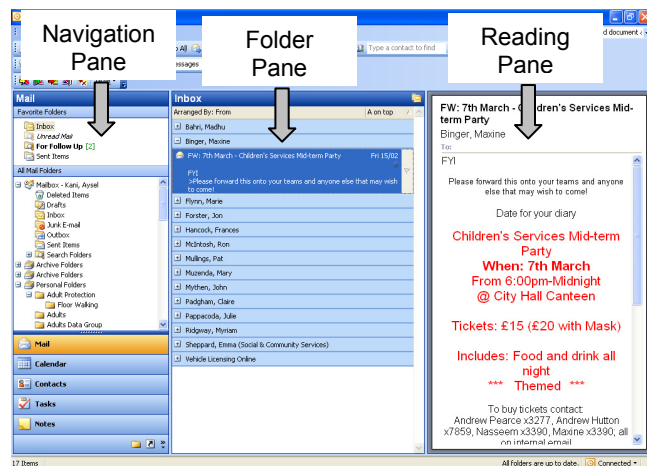 Navigation
Pane
Folder
Pane
Reading
Pane
Type a contact to find
Mail
Favorite Folders
Inbox
Unread Mail
For Follow Up [2]
Sent Items
All Mail Folders
Mailbox - Kani, Aysel
Deleted Items
Drafts
Inbox
Junk E-mail
Outbox
Sent Items
Search Folders
Archive Folders
Archive Folders
Personal Folders
Adult Protection
Floor Walking
Adults
Adults Data Group
Mail
Calendar
Contacts
Tasks
Notes
17 Items
Inbox
Arranged By: From
A on top
Bahri, Madhu
Binger, Maxine
FW: 7th March - Children's Services Mid-term Party Fri 15/02
FYI
>Please forward this onto your teams and anyone else that may wish
to come!
Flynn, Marie
Forster, Jon
Hancock, Frances
McIntosh, Ron
Mullings, Pat
Muzenda, Mary
Mythen, John
Padgham, Claire
Pappacoda, Julie
Ridgway, Myriam
Sheppard, Emma (Social & Community Services)
Vehicle Licensing Online
FW: 7th March - Children's Services Mid-
term Party
Binger, Maxine
To:
FYI
Please forward this onto your teams and anyone
else that may wish to come!
Date for your diary
Children's Services Mid-term
Party
When: 7th March
From 6:00pm-Midnight
@ City Hall Canteen
Tickets: £15 (£20 with Mask)
Includes: Food and drink all
night
*** Themed ***
To buy tickets contact:
Andrew Pearce x3277, Andrew Hutton
x7859, Nasseem x3390, Maxine x3390; all
on internal email
All folders are up to date.
Connected